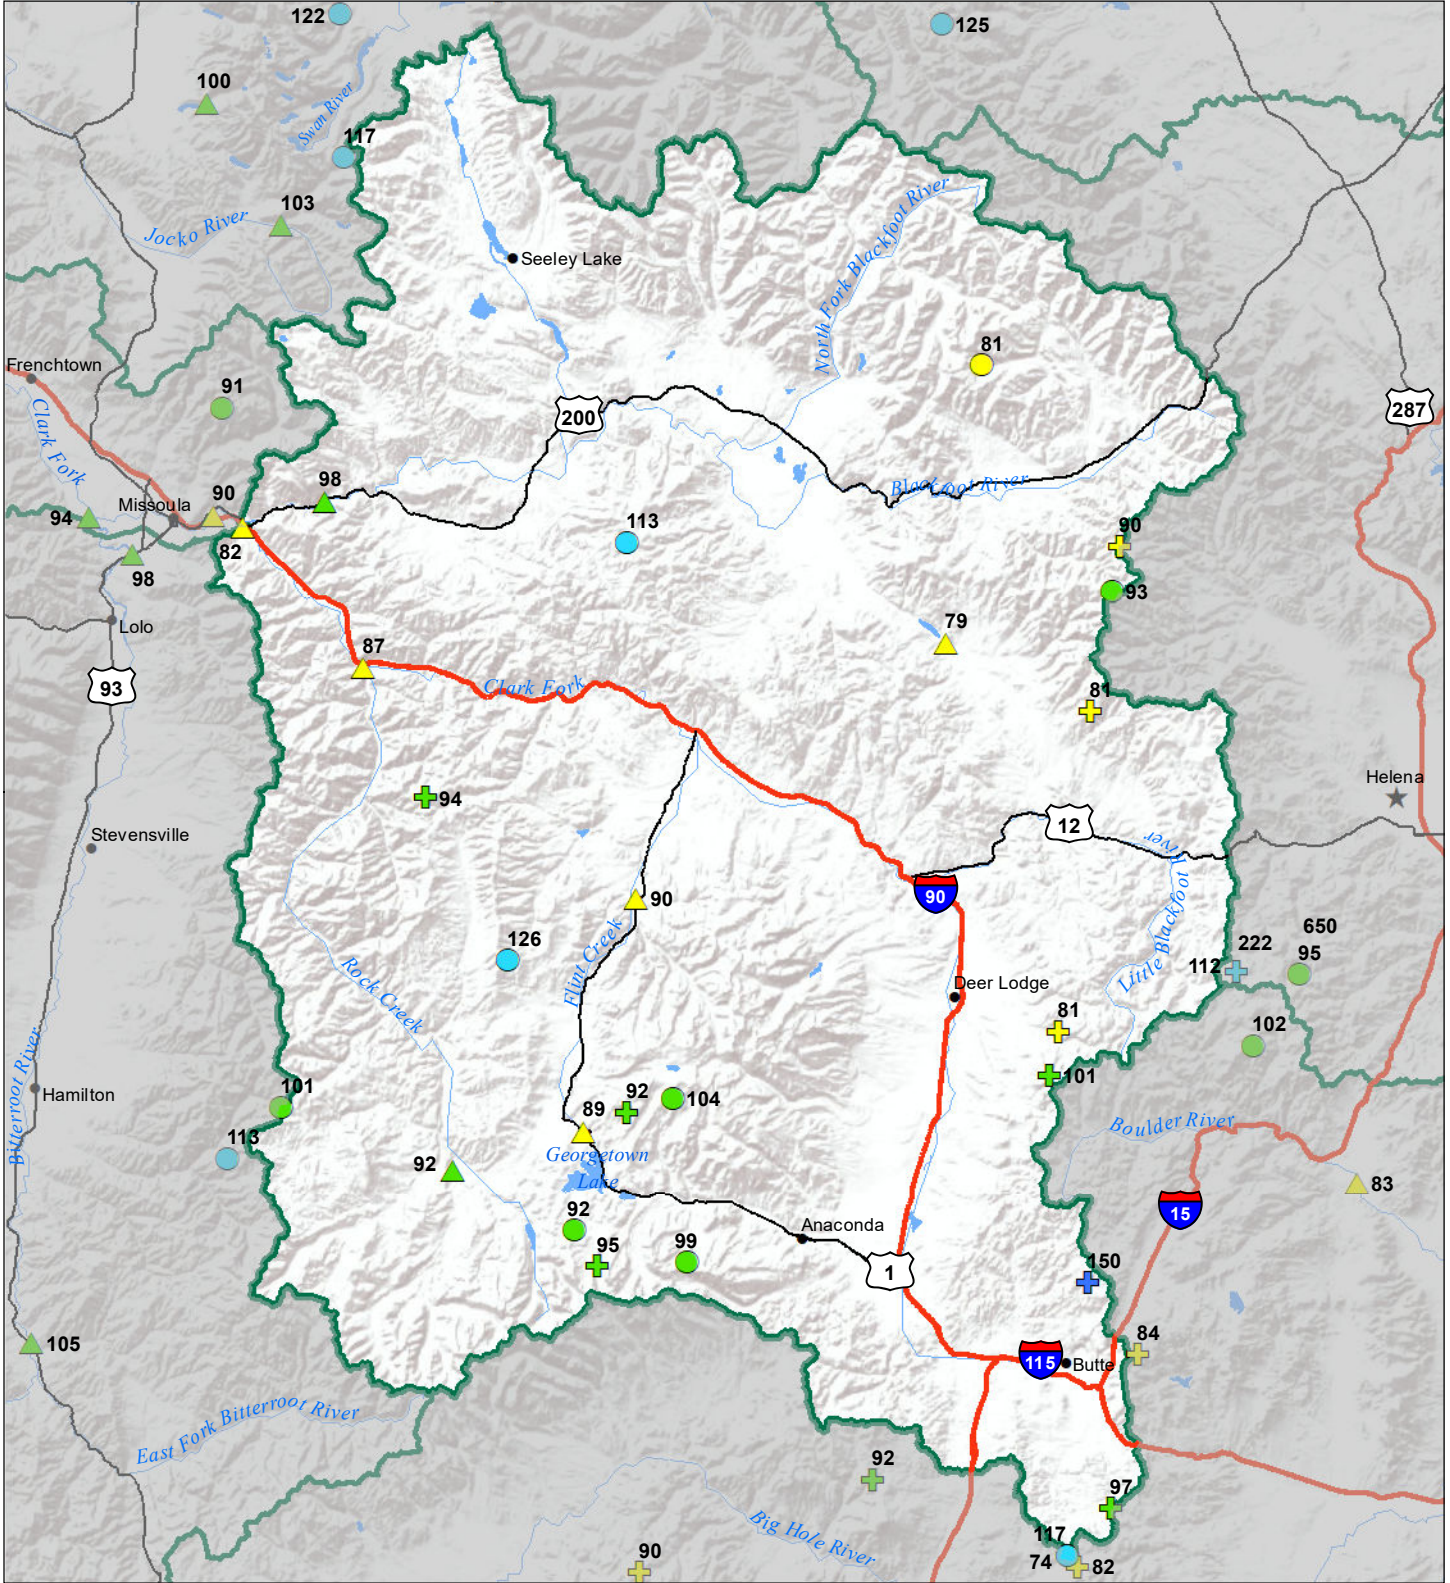 122
125
100
Swan River
117
103
Jocko River
North Fork Blackfoot River
Seeley Lake
81
Frenchtown
91
200
287
Clark Fork
98
Blackfoot River
90
Missoula
94
82
113
90
98
93
Lolo
79
87
93
Clark Fork
81
Helena
94
12
Stevensville
River
90
90
126
Flint Creek
650
222
95
112
Rock Creek
Little Blackfoot
Deer Lodge
81
102
Bitterroot River
101
101
Hamilton
92
104
Boulder River
89
113
Georgetown
Lake
92
83
15
92
Anaconda
95
99
1
150
84
105
115
Butte
East Fork Bitterroot River
92
97
Big Hole River
117
90
74
82